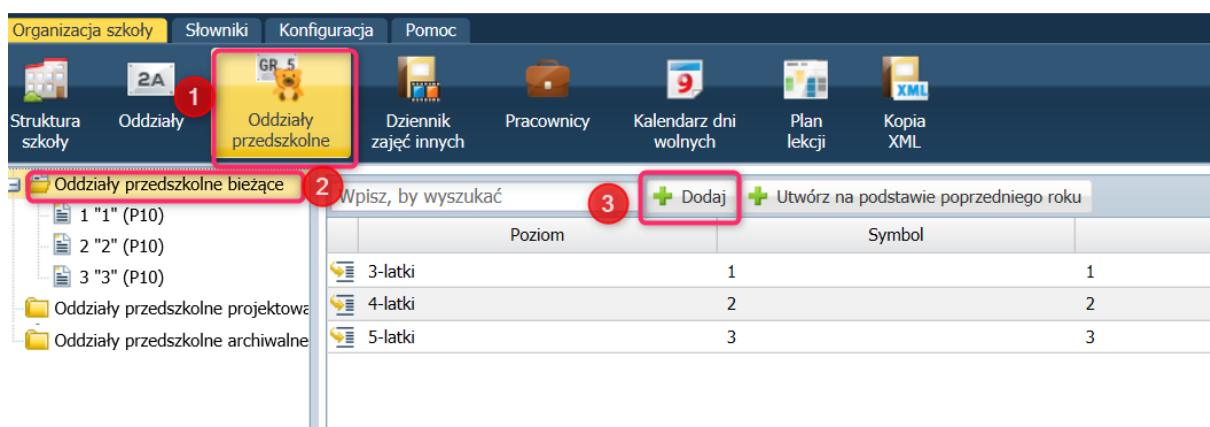 Organizacja szkoły Słowniki Konfiguracja Pomoc
2A GR 5 9 XML
1
Struktura szkoły
Oddziały
Oddziały przedszkolne
Dziennik zajęć innych
Pracownicy
Kalendarz dni wolnych
Plan lekcji
Kopia XML
Oddziały przedszkolne bieżące 2
1 "1" (P10)
2 "2" (P10)
3 "3" (P10)
Oddziały przedszkolne projektowa
Oddziały przedszkolne archiwalne
Wpisz, by wyszukać 3 Dodaj Utwórz na podstawie poprzedniego roku
Poziom Symbol
3-latki 1 1
4-latki 2 2
5-latki 3 3